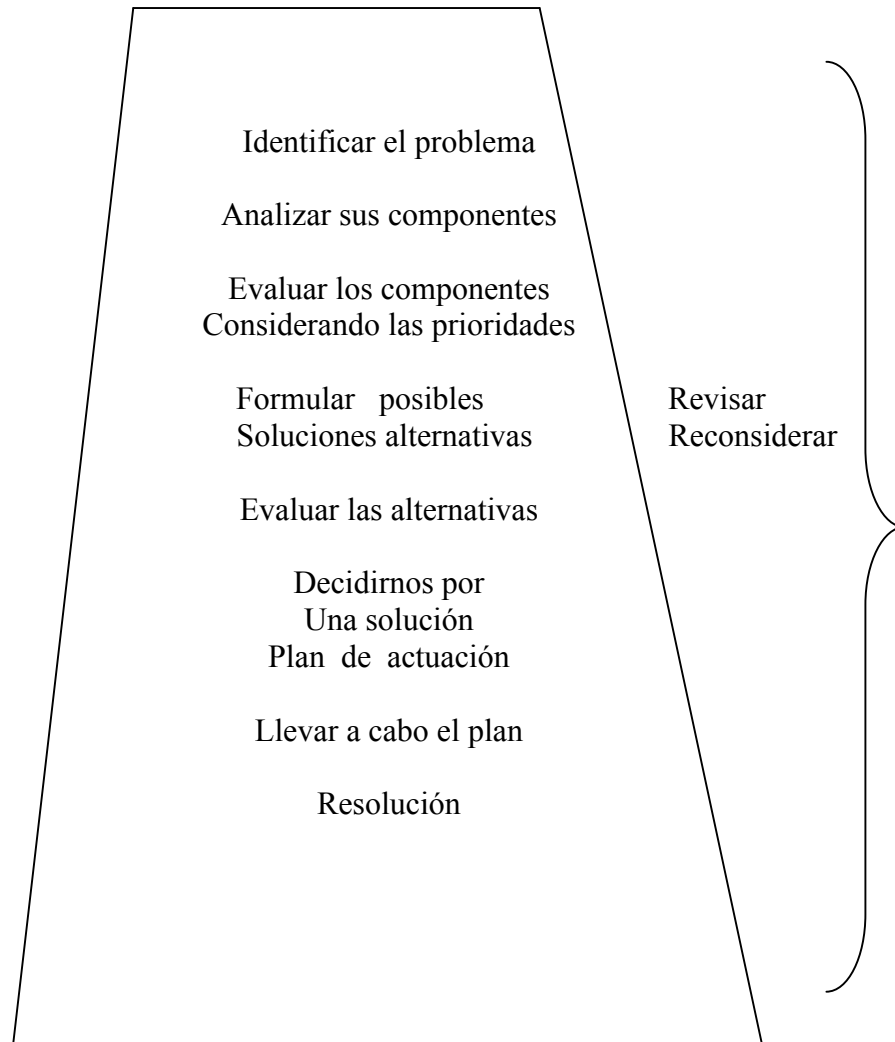 Identificar el problema
Analizar sus componentes
Evaluar los componentes
Considerando las prioridades
Formular posibles
Soluciones alternativas
Revisar
Reconsiderar
Evaluar las alternativas
Decidirnos por
Una solución
Plan de actuación
Llevar a cabo el plan
Resolución